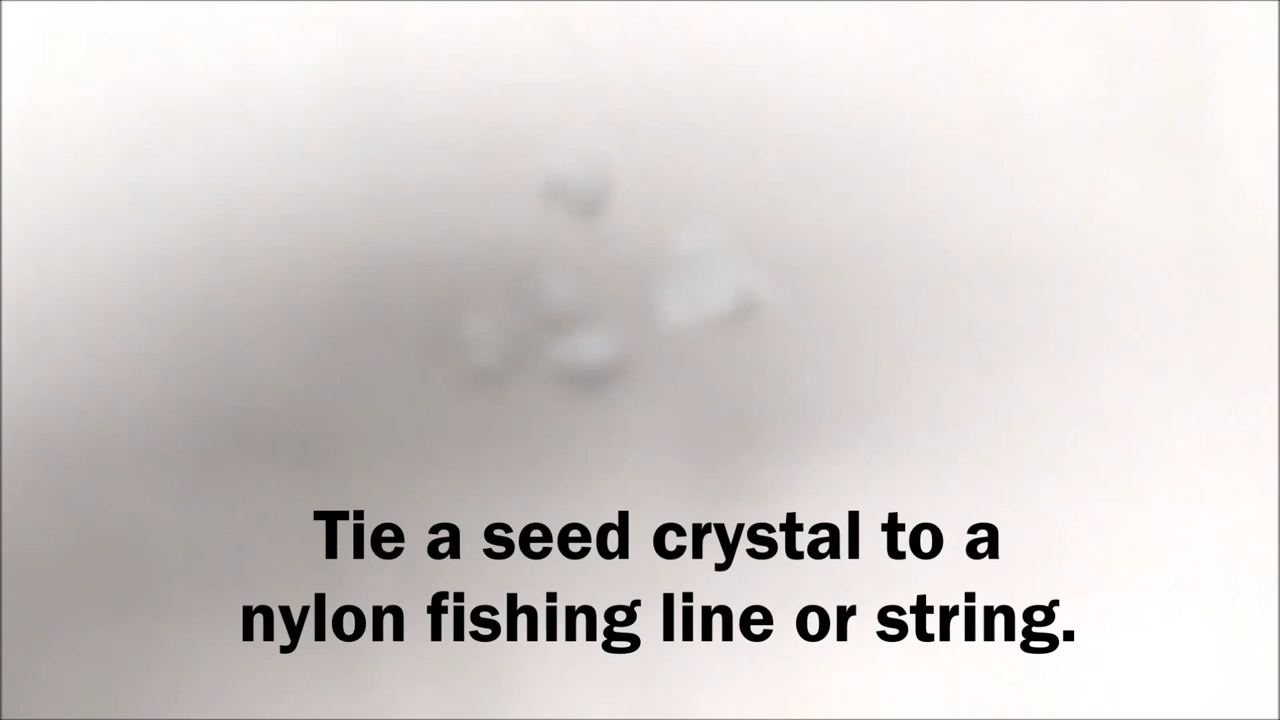 Tie a seed crystal to a
nylon fishing line or string.